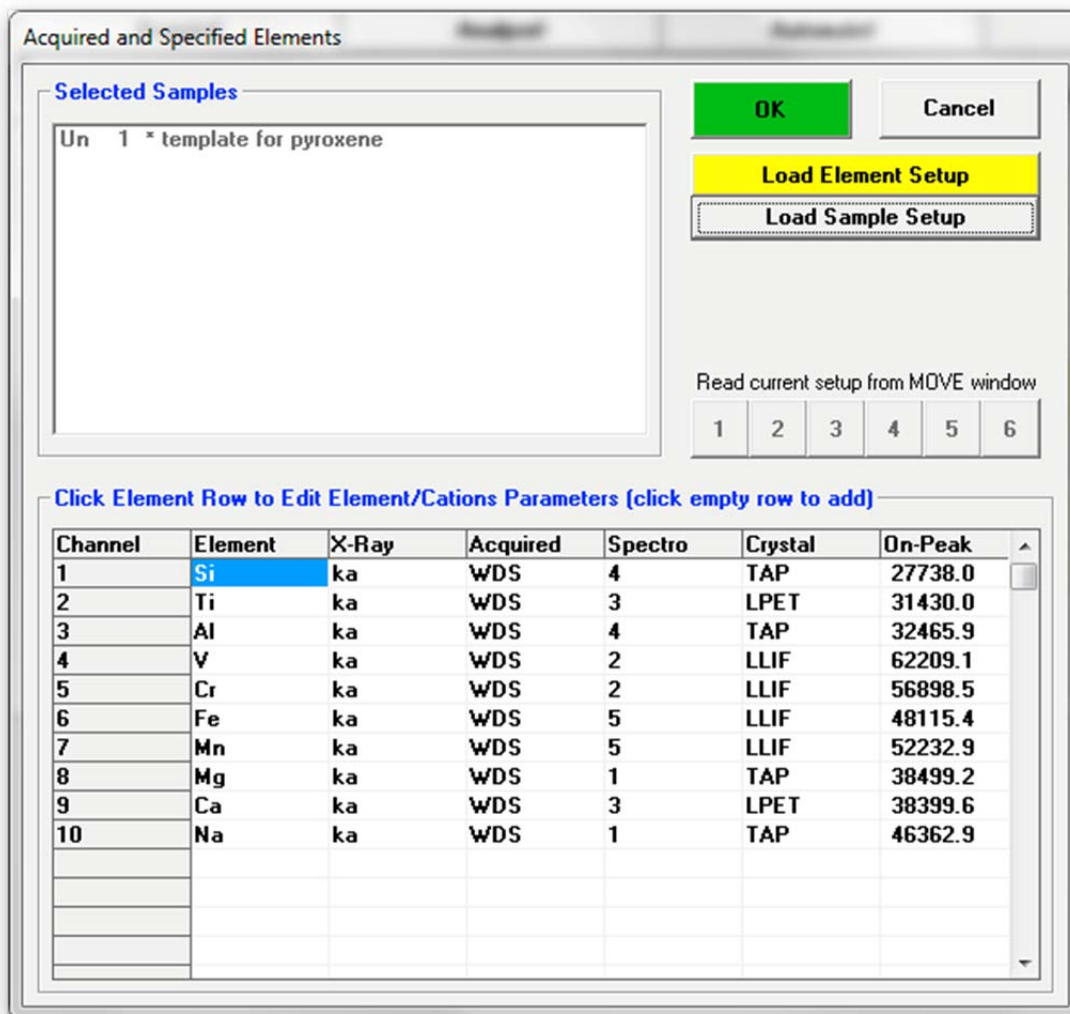 Acquired and Specified Elements
Selected Samples
Un 1 * template for pyroxene
OK Cancel
Load Element Setup
Load Sample Setup
Read current setup from MOVE window
1 2 3 4 5 6
Click Element Row to Edit Element/Cations Parameters (click empty row to add)
Channel Element X-Ray Acquired Spectro Crystal On-Peak
1 Si ka WDS 4 TAP 27738.0
2 Ti ka WDS 3 LPET 31430.0
3 Al ka WDS 4 TAP 32465.9
4 V ka WDS 2 LLIF 62209.1
5 Cr ka WDS 2 LLIF 56898.5
6 Fe ka WDS 5 LLIF 48115.4
7 Mn ka WDS 5 LLIF 52232.9
8 Mg ka WDS 1 TAP 38499.2
9 Ca ka WDS 3 LPET 38399.6
10 Na ka WDS 1 TAP 46362.9